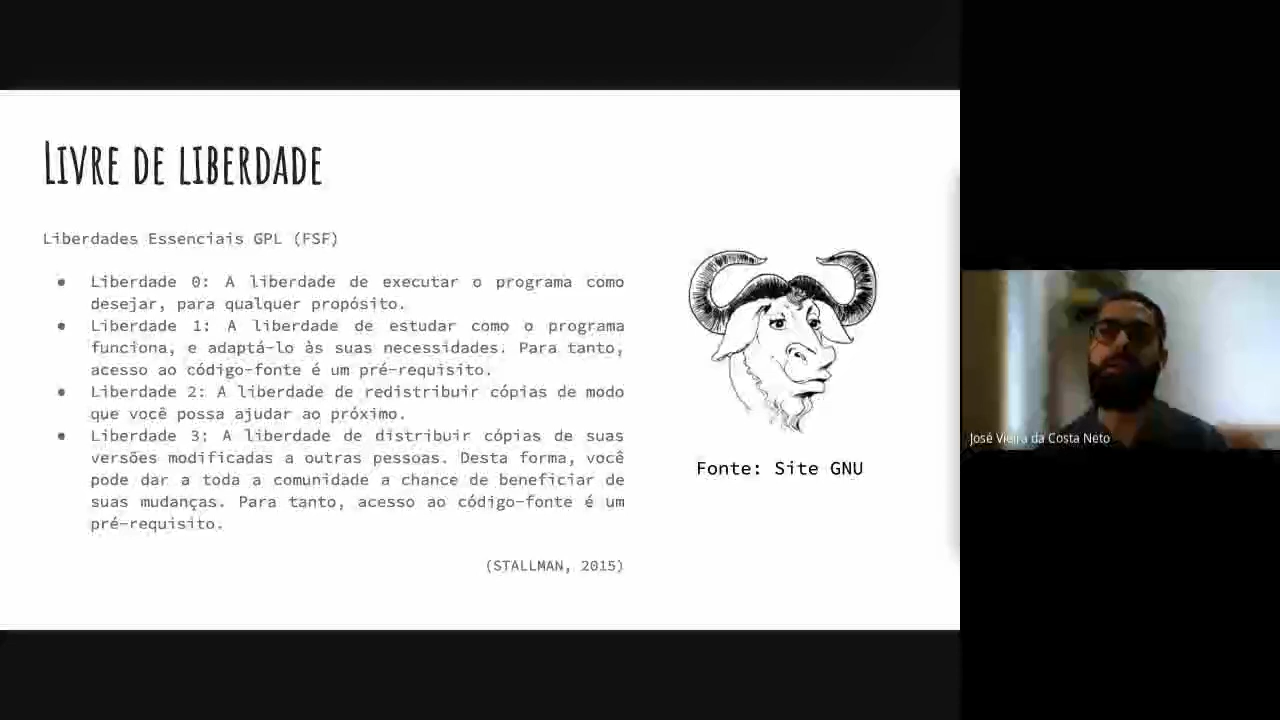 LIVRE DE LIBERDADE
Liberdades Essenciais GPL (FSF)
● Liberdade 0: A liberdade de executar o programa como
desejar, para qualquer propósito.
● Liberdade 1: A liberdade de estudar como o programa
funciona, e adaptá-lo às suas necessidades. Para tanto,
acesso ao código-fonte é um pré-requisito.
● Liberdade 2: A liberdade de redistribuir cópias de modo
que você possa ajudar ao próximo.
● Liberdade 3: A liberdade de distribuir cópias de suas
versões modificadas a outras pessoas. Desta forma, você
pode dar a toda a comunidade a chance de beneficiar de
suas mudanças. Para tanto, acesso ao código-fonte é um
pré-requisito.
(STALLMAN, 2015)
Fonte: Site GNU
José Vieira da Costa Neto